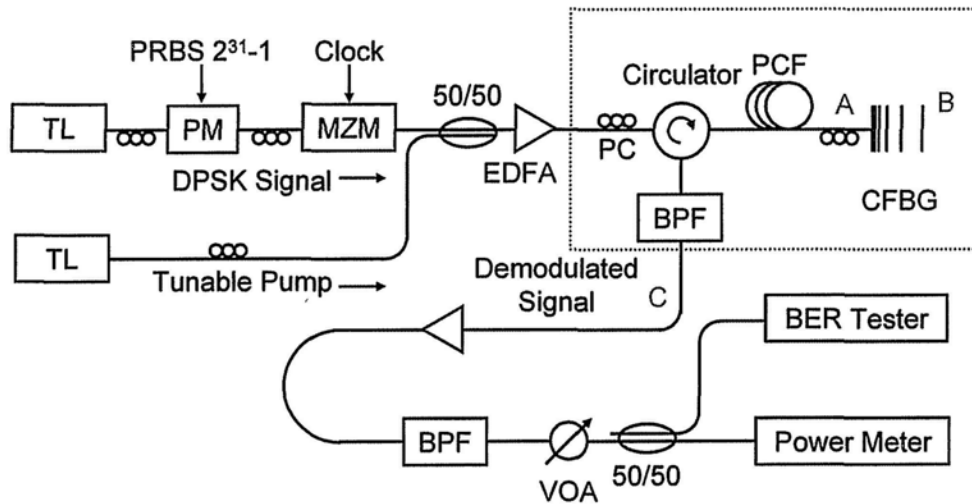 PRBS 2³¹-1
Clock
TL
PM
MZM
50/50
EDFA
DPSK Signal
TL
Tunable Pump
Circulator
PCF
PC
A
B
CFBG
BPF
Demodulated
Signal
C
BER Tester
BPF
VOA
50/50
Power Meter